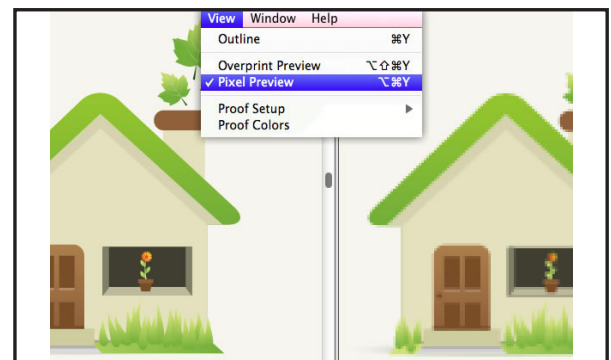 View Window Help
Outline ⌘Y
Overprint Preview ⌥⇧⌘Y
✓ Pixel Preview ⌥⌘Y
Proof Setup ▶
Proof Colors